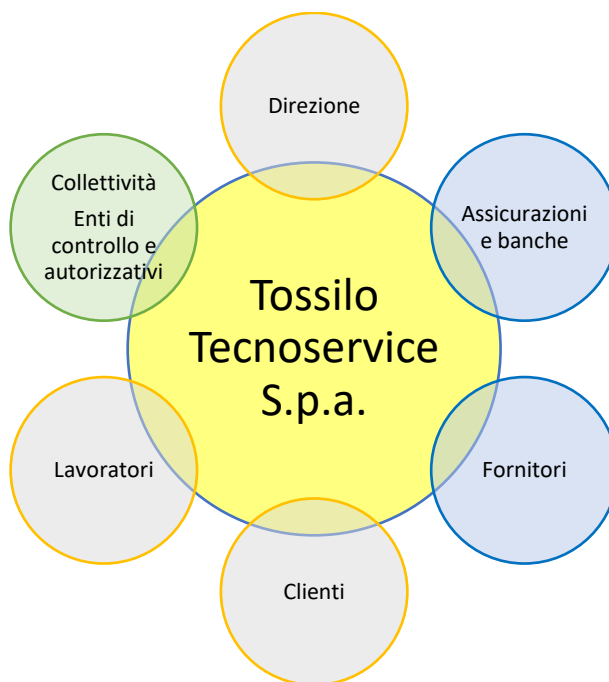 Direzione
Collettività
Enti di
controllo e
autorizzativi
Assicurazioni
e banche
Tossilo
Tecnoservice
S.p.a.
Lavoratori
Fornitori
Clienti